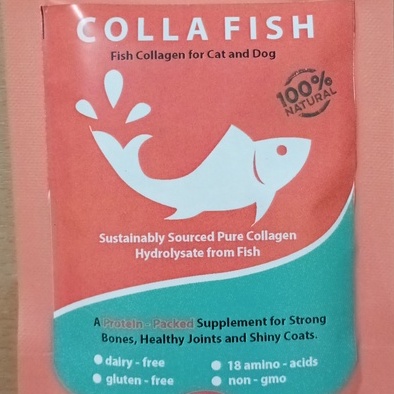 COLLA FISH
Fish Collagen for Cat and Dog
100%
NATURAL
Sustainably Sourced Pure Collagen
Hydrolysate from Fish
A Protein - Packed Supplement for Strong
Bones, Healthy Joints and Shiny Coats.
dairy - free
18 amino - acids
gluten - free
non - gmo